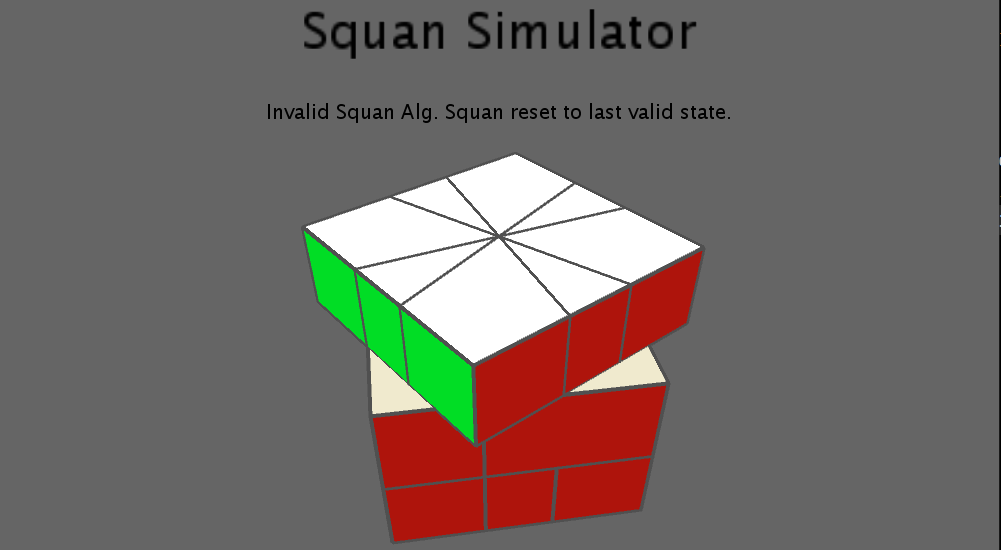 Squan Simulator
Invalid Squan Alg. Squan reset to last valid state.